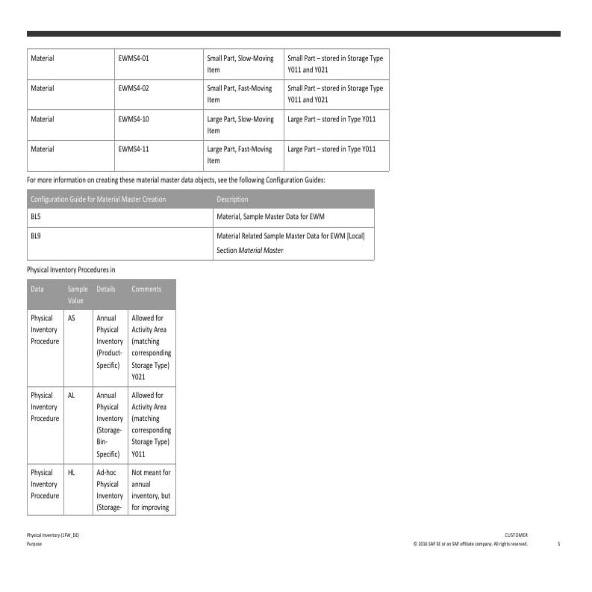 Material EWMS4-01 Small Part, Slow-Moving Small Part – stored in Storage Type
Item Y011 and Y021
Material EWMS4-02 Small Part, Fast-Moving Small Part – stored in Storage Type
Item Y011 and Y021
Material EWMS4-10 Large Part, Slow-Moving Large Part – stored in Type Y011
Item
Material EWMS4-11 Large Part, Fast-Moving Large Part – stored in Type Y011
Item
For more information on creating these material master data objects, see the following Configuration Guides:
Configuration Guide for Material Master Creation Description
BL5 Material, Sample Master Data for EWM
BL9 Material Related Sample Master Data for EWM [Local]
Section Material Master
Physical Inventory Procedures in
Data Sample Details Comments
Value
Physical AS Annual Allowed for
Inventory Physical Activity Area
Procedure Inventory (matching
(Product- corresponding
Specific) Storage Type)
Y021
Physical AL Annual Allowed for
Inventory Physical Activity Area
Procedure Inventory (matching
(Storage- corresponding
Bin- Storage Type)
Specific) Y011
Physical HL Ad-hoc Not meant for
Inventory Physical annual
Procedure Inventory inventory, but
(Storage- for improving
Physical Inventory (1FW_DE) CUSTOMER
Purpose © 2016 SAP SE or an SAP affiliate company. All rights reserved. 5